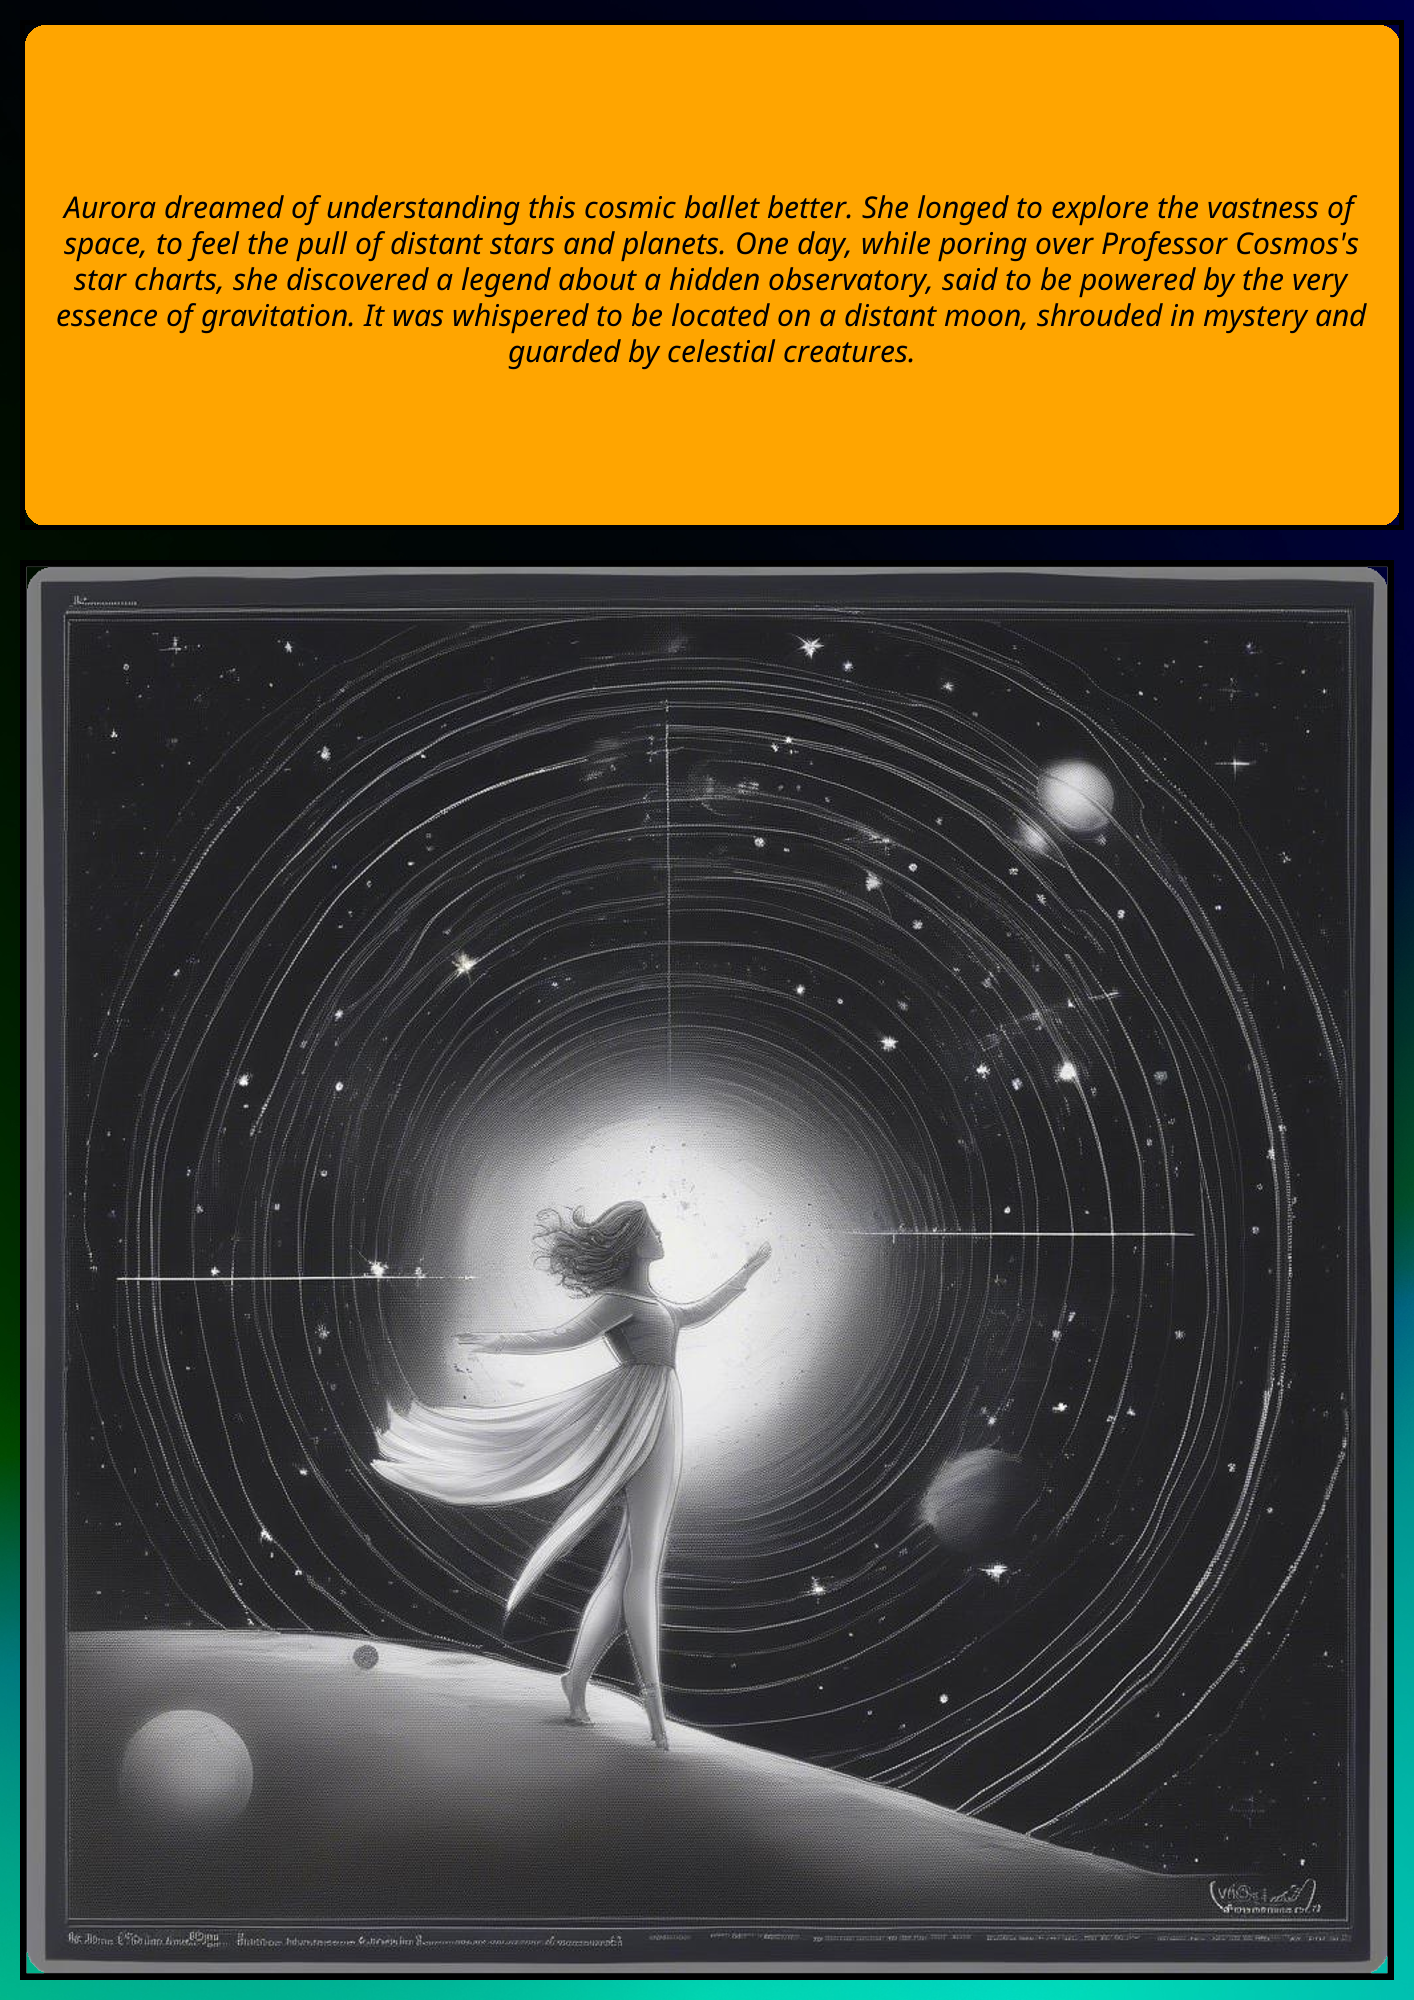 Aurora dreamed of understanding this cosmic ballet better. She longed to explore the vastness of
space, to feel the pull of distant stars and planets. One day, while poring over Professor Cosmos's
star charts, she discovered a legend about a hidden observatory, said to be powered by the very
essence of gravitation. It was whispered to be located on a distant moon, shrouded in mystery and
guarded by celestial creatures.